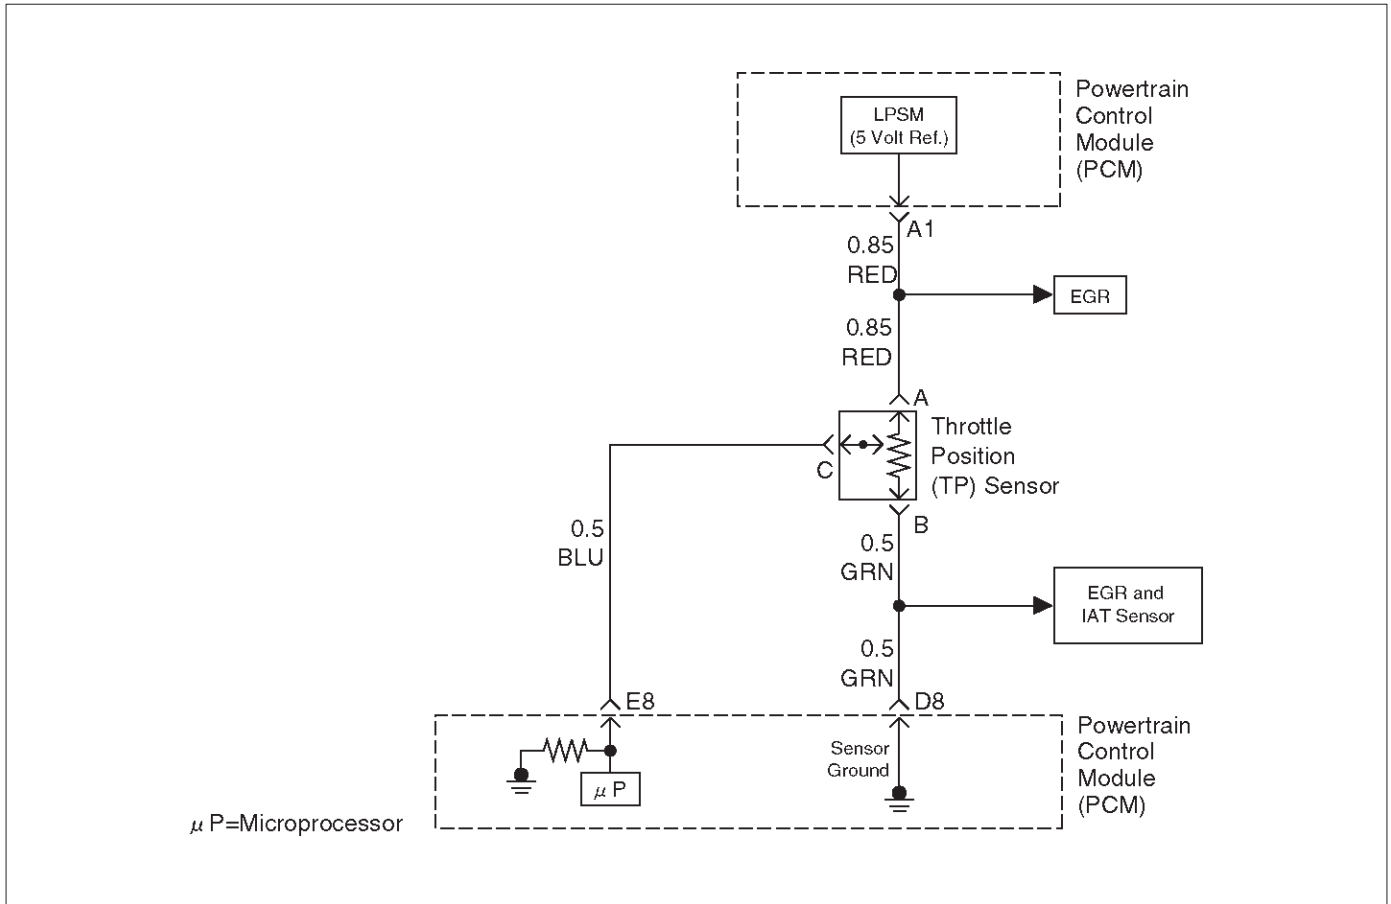 LPSM
(5 Volt Ref.)
Powertrain
Control
Module
(PCM)
A1
0.85
RED
EGR
0.85
RED
A
Throttle
Position
(TP) Sensor
C
B
0.5
BLU
0.5
GRN
EGR and
IAT Sensor
0.5
GRN
E8
D8
Powertrain
Control
Module
(PCM)
Sensor
Ground
μ P
μ P=Microprocessor